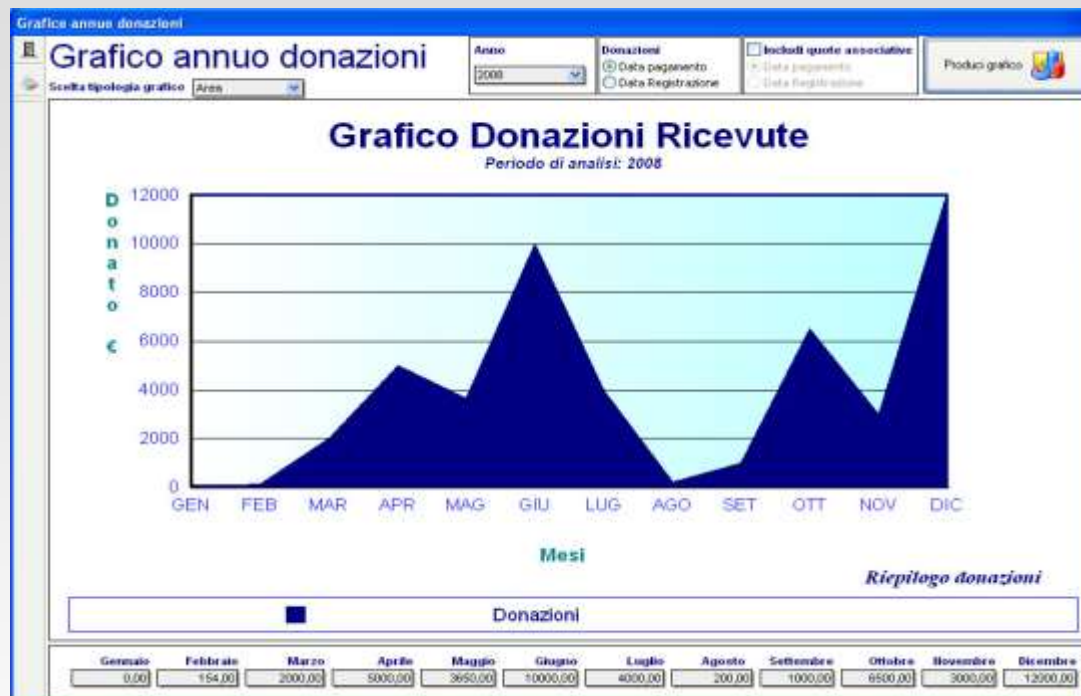 Grafico annuo donazioni
Grafico annuo donazioni
Scelta tipologia grafico Area
Anno
2008
Donazioni
Data pagamento
Data Registrazione
Includi quote associative
Data pagamento
Data Registrazione
Produci grafico
Grafico Donazioni Ricevute
Periodo di analisi: 2008
Donato €
12000
10000
8000
6000
4000
2000
0
GEN FEB MAR APR MAG GIU LUG AGO SET OTT NOV DIC
Mesi
Riepilogo donazioni
Donazioni
Gennaio Febbraio Marzo Aprile Maggio Giugno Luglio Agosto Settembre Ottobre Novembre Dicembre
0,00 154,00 2000,00 5000,00 3650,00 10000,00 4000,00 200,00 1000,00 6500,00 3000,00 12000,00